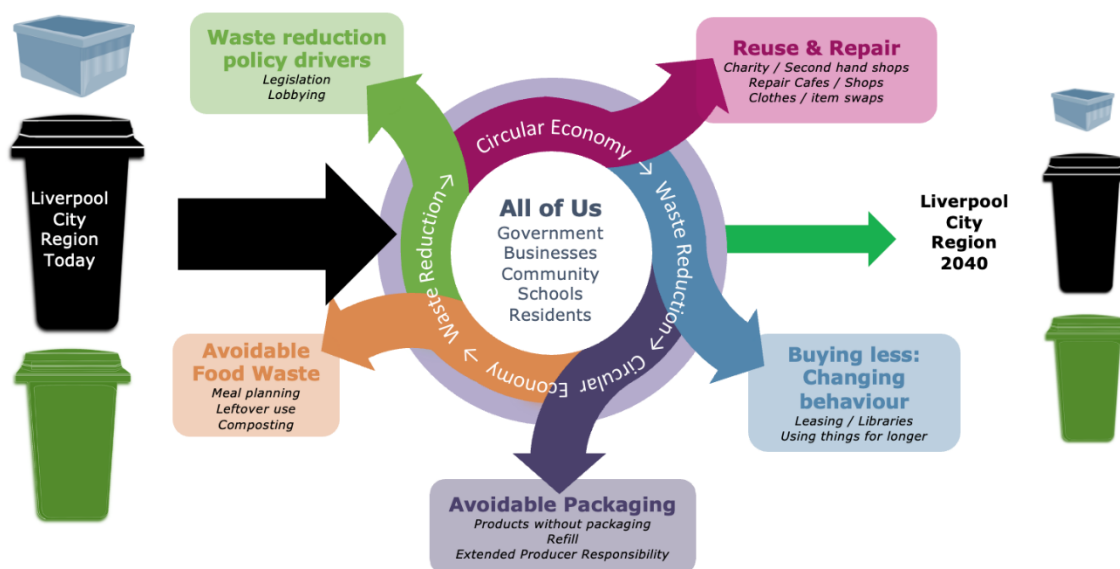 Waste reduction
policy drivers
Legislation
Lobbying
Reuse & Repair
Charity / Second hand shops
Repair Cafes / Shops
Clothes / item swaps
Liverpool
City
Region
Today
Circular Economy → Waste Reduction → Circular Economy → Waste Reduction →
All of Us
Government
Businesses
Community
Schools
Residents
Liverpool
City
Region
2040
Avoidable
Food Waste
Meal planning
Leftover use
Composting
Buying less:
Changing
behaviour
Leasing / Libraries
Using things for longer
Avoidable Packaging
Products without packaging
Refill
Extended Producer Responsibility